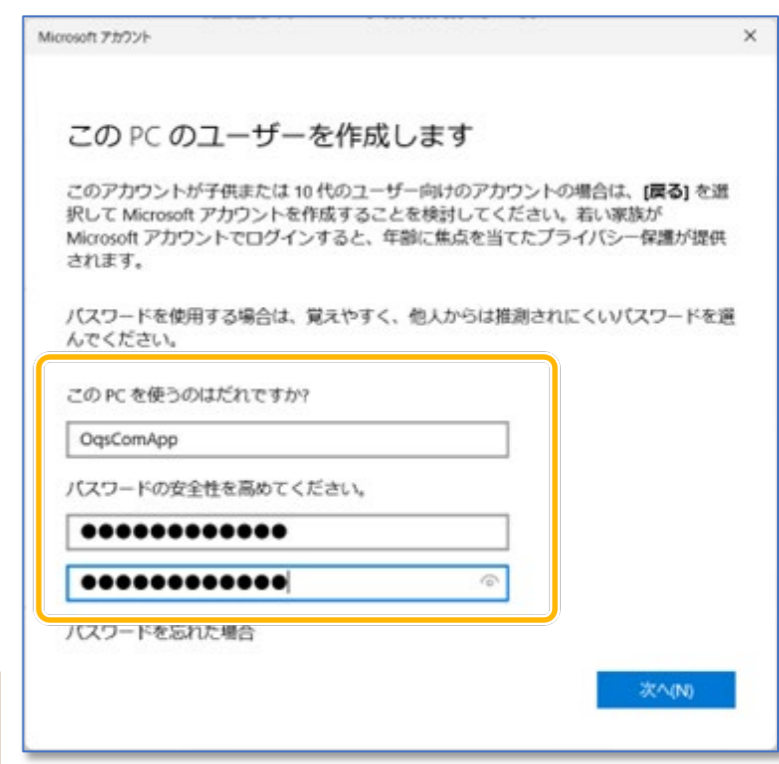 Microsoft アカウント
この PC のユーザーを作成します
このアカウントが子供または 10 代のユーザー向けのアカウントの場合は、[戻る] を選
択して Microsoft アカウントを作成することを検討してください。若い家族が
Microsoft アカウントでログインすると、年齢に焦点を当てたプライバシー保護が提供
されます。
パスワードを使用する場合は、覚えやすく、他人からは推測されにくいパスワードを選
んでください。
この PC を使うのはだれですか?
OqsComApp
パスワードの安全性を高めてください。
●●●●●●●●●●●●
●●●●●●●●●●●●
パスワードを忘れた場合
次へ(N)